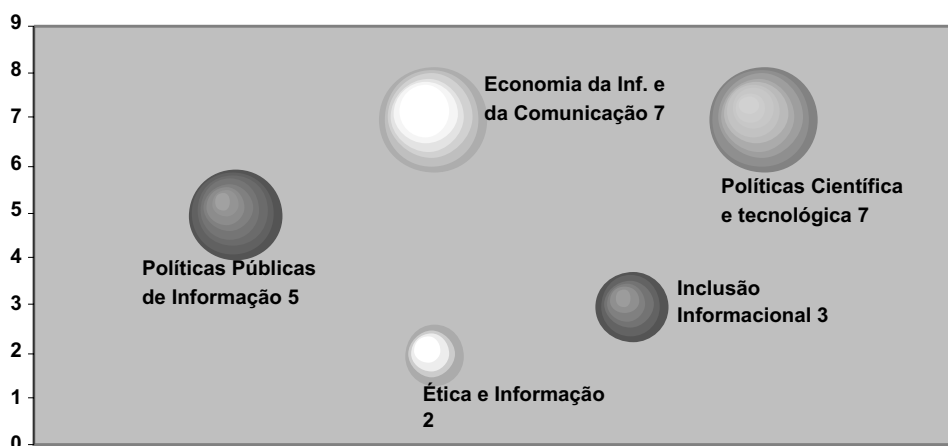 9
8
7
6
5
4
3
2
1
0
Economia da Inf. e
da Comunicação 7
Políticas Científica
e tecnológica 7
Políticas Públicas
de Informação 5
Inclusão
Informacional 3
Ética e Informação
2